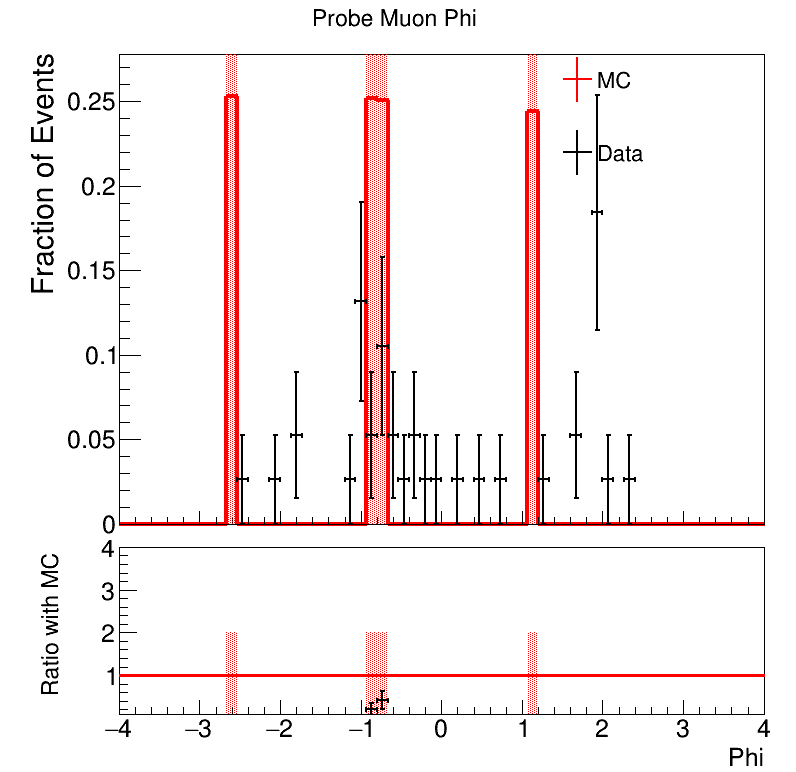 Probe Muon Phi
Fraction of Events
0.25
0.2
0.15
0.1
0.05
0
MC
Data
Ratio with MC
4
3
2
1
−4 −3 −2 −1 0 1 2 3 4
Phi